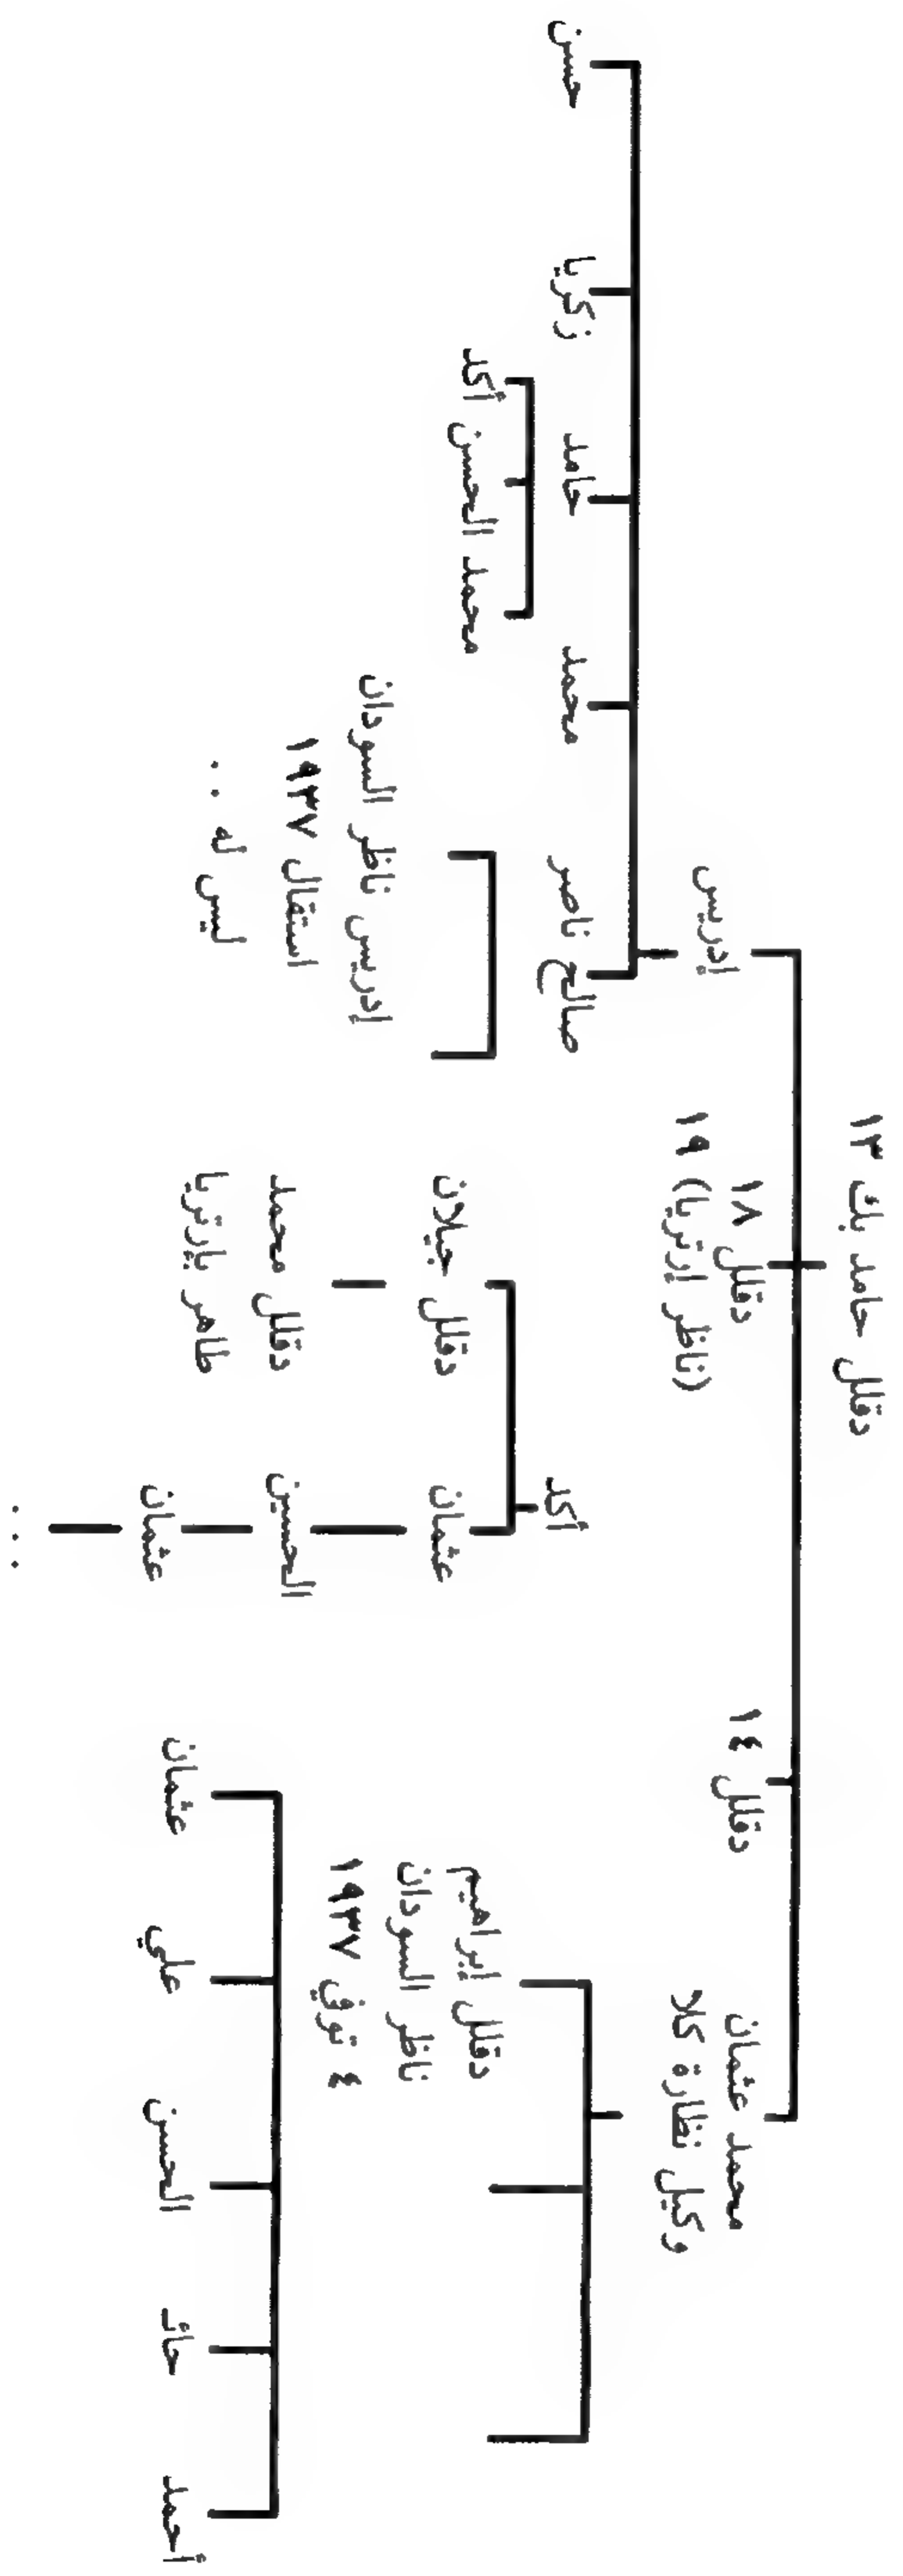 دقلل حامد بك ١٣
محمد عثمان
وكيل نظارة كلا
دقلل ١٤
دقلل ١٨
(ناظر إرتريا) ١٩
إدريس
دقلل إبراهيم
ناظر السودان
٤ توفي ١٩٣٧
أكد
صالح ناصر
محمد
حامد
زكريا
حسن
محمد الحسن أكد
عثمان
دقلل جيلان
إدريس ناظر السودان
استقال ١٩٣٧
ليس له ..
الحسين
دقلل محمد
طاهر بإرتريا
أحمد
الحسن
علي
عثمان
عثمان
...